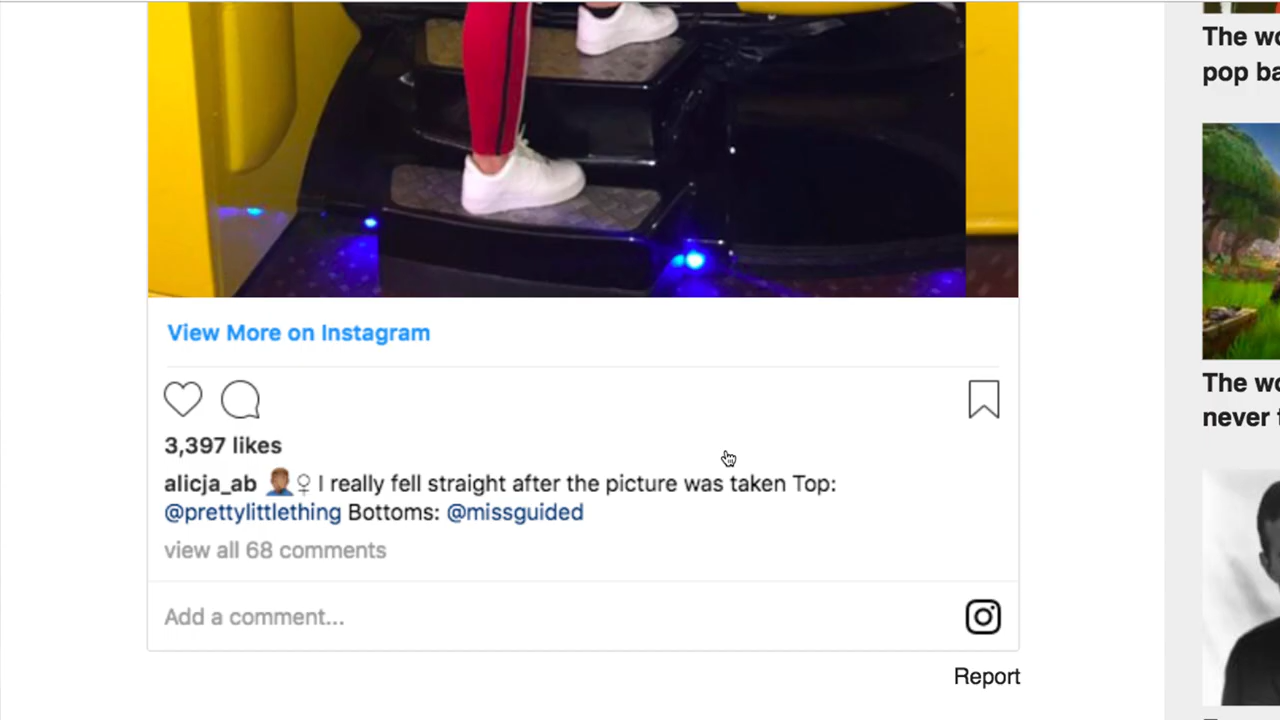 View More on Instagram
3,397 likes
alicja_ab 🤦🏾♀ I really fell straight after the picture was taken Top:
@prettylittlething Bottoms: @missguided
view all 68 comments
Add a comment...
Report
The wo
pop ba
The wo
never